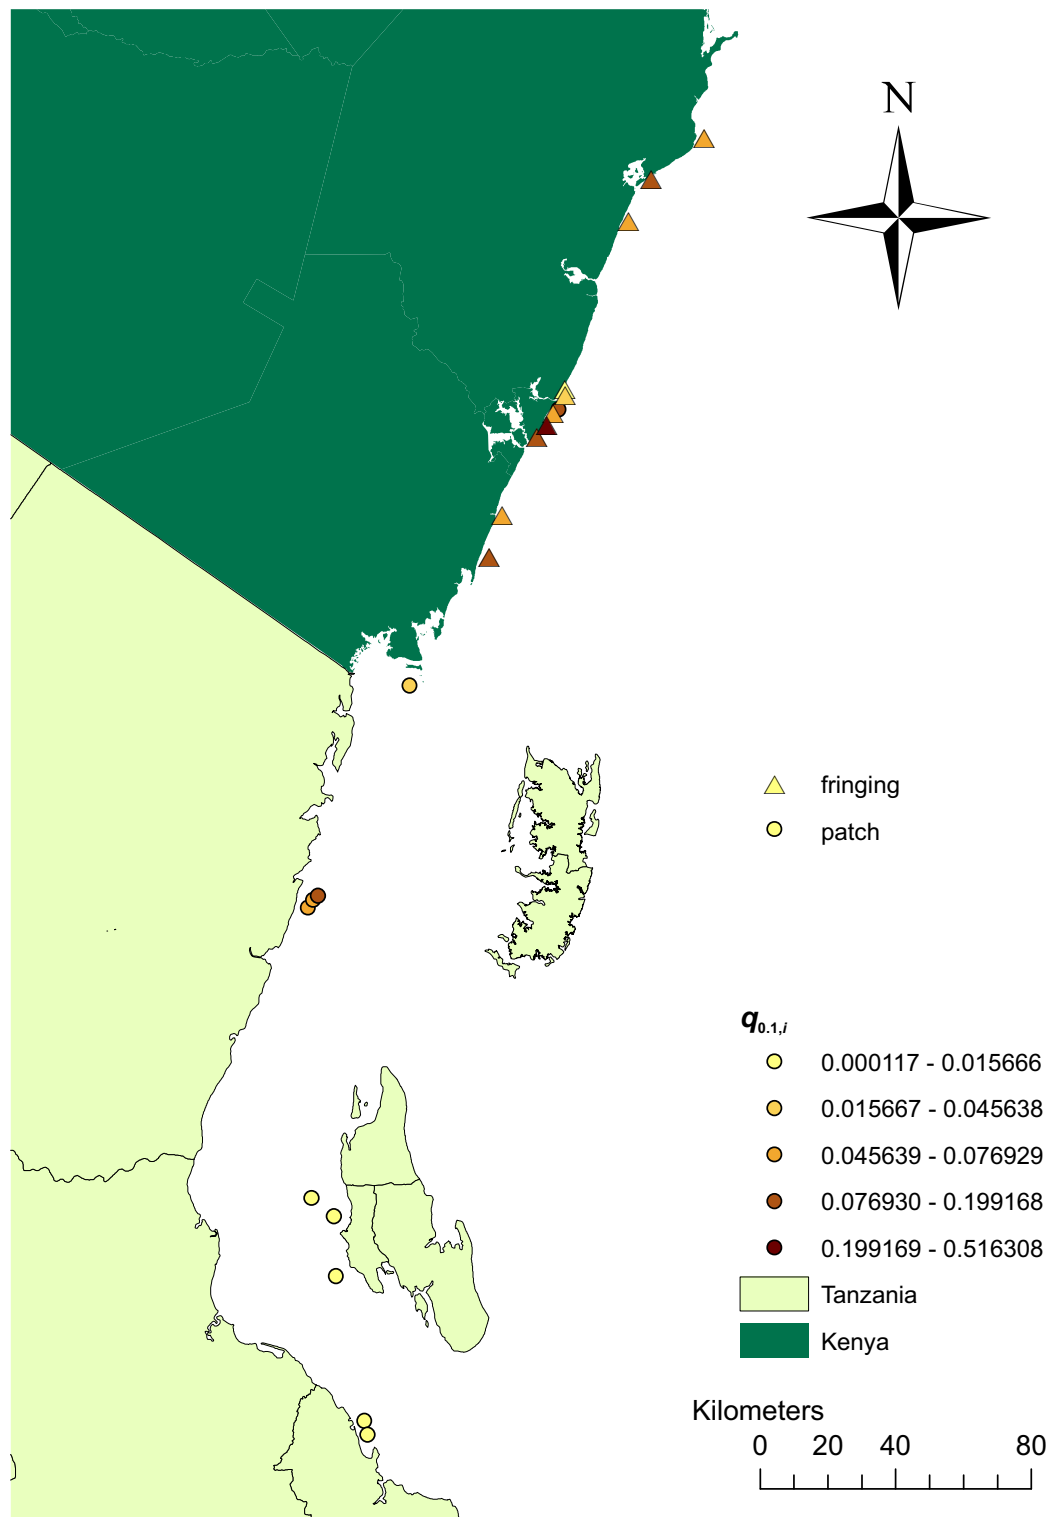 N
fringing
patch
q0.1,i
0.000117 - 0.015666
0.015667 - 0.045638
0.045639 - 0.076929
0.076930 - 0.199168
0.199169 - 0.516308
Tanzania
Kenya
Kilometers
0 20 40 80